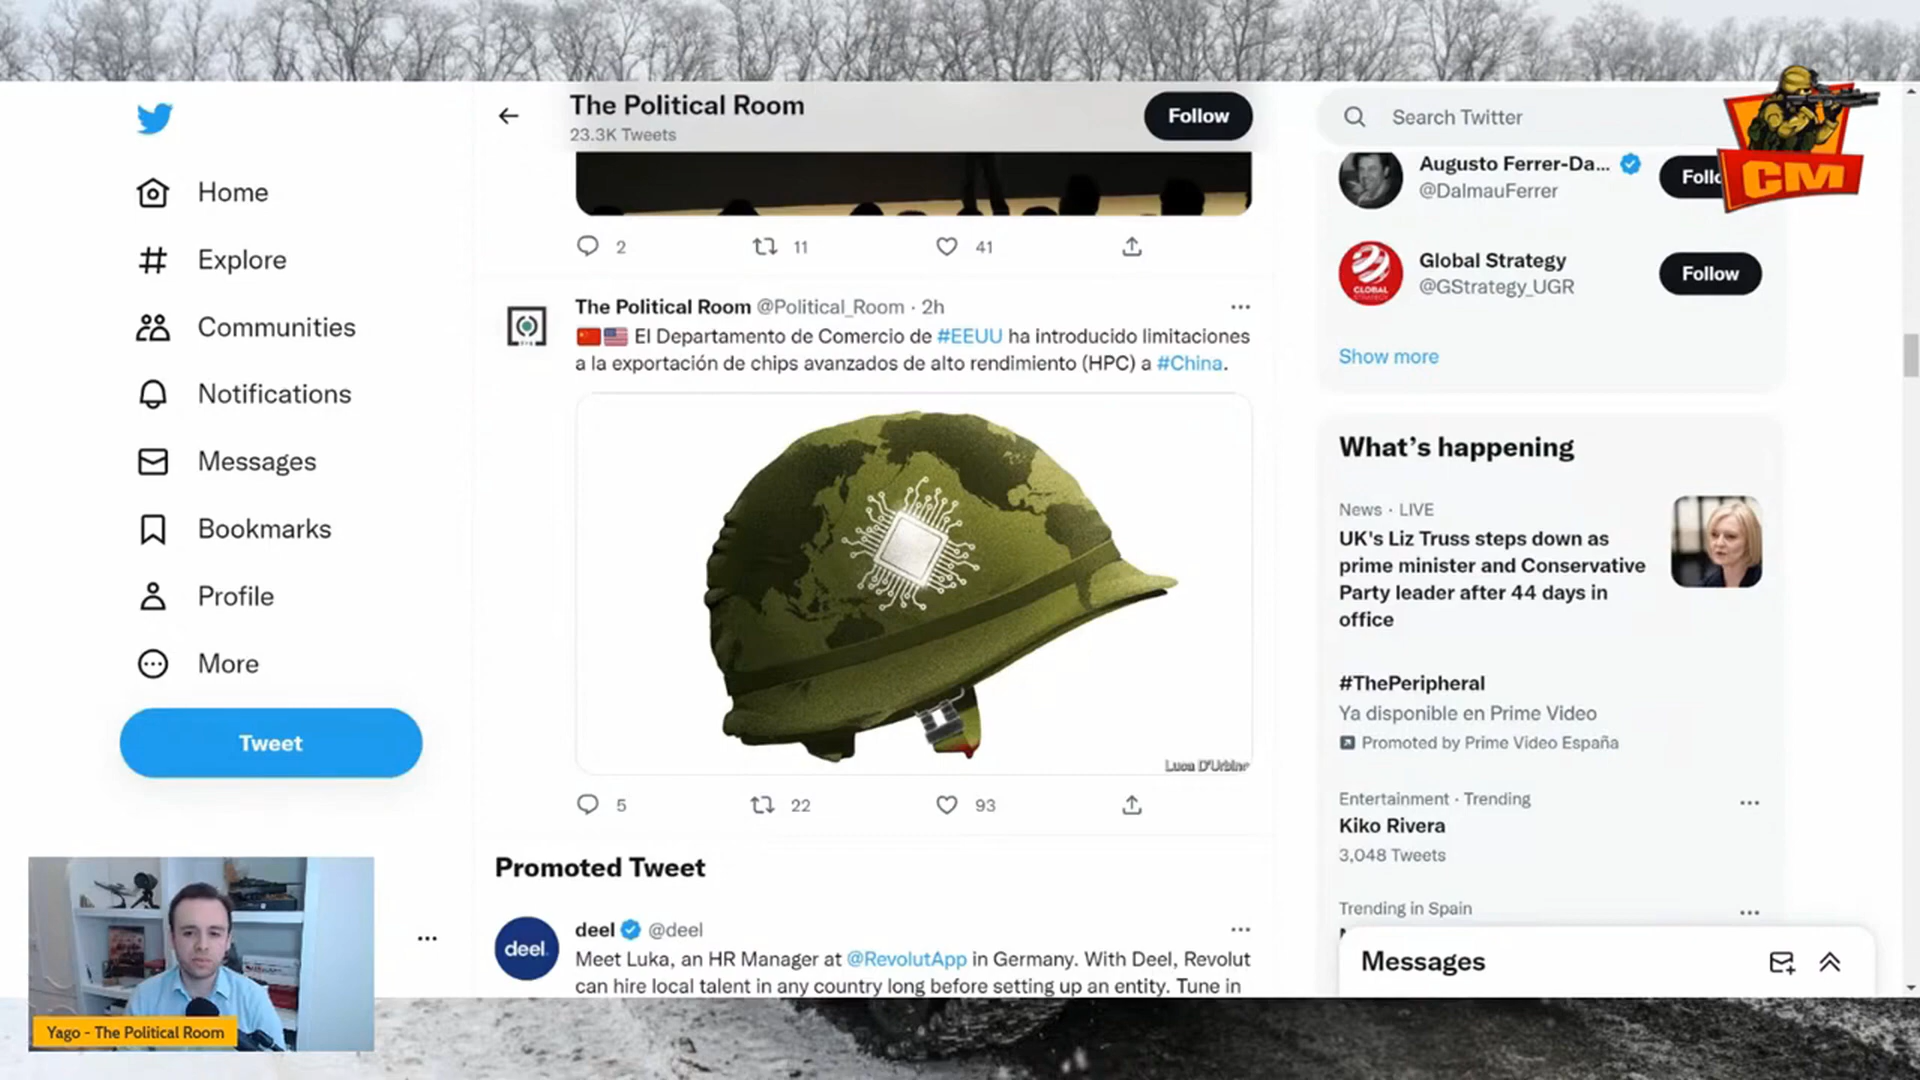 The Political Room
23.3K Tweets
Follow
Search Twitter
CM
Home
Explore
Communities
Notifications
Messages
Bookmarks
Profile
More
Tweet
2
11
41
The Political Room @Political_Room · 2h
El Departamento de Comercio de #EEUU ha introducido limitaciones
a la exportación de chips avanzados de alto rendimiento (HPC) a #China.
Luca D'Urbino
5
22
93
Promoted Tweet
deel.
deel @deel
Meet Luka, an HR Manager at @RevolutApp in Germany. With Deel, Revolut
can hire local talent in any country long before setting up an entity. Tune in
Augusto Ferrer-Da...
@DalmauFerrer
GLOBAL
Global Strategy
@GStrategy_UGR
Follow
Show more
What's happening
News · LIVE
UK's Liz Truss steps down as
prime minister and Conservative
Party leader after 44 days in
office
#ThePeripheral
Ya disponible en Prime Video
Promoted by Prime Video España
Entertainment · Trending
Kiko Rivera
3,048 Tweets
Trending in Spain
Messages
Yago - The Political Room